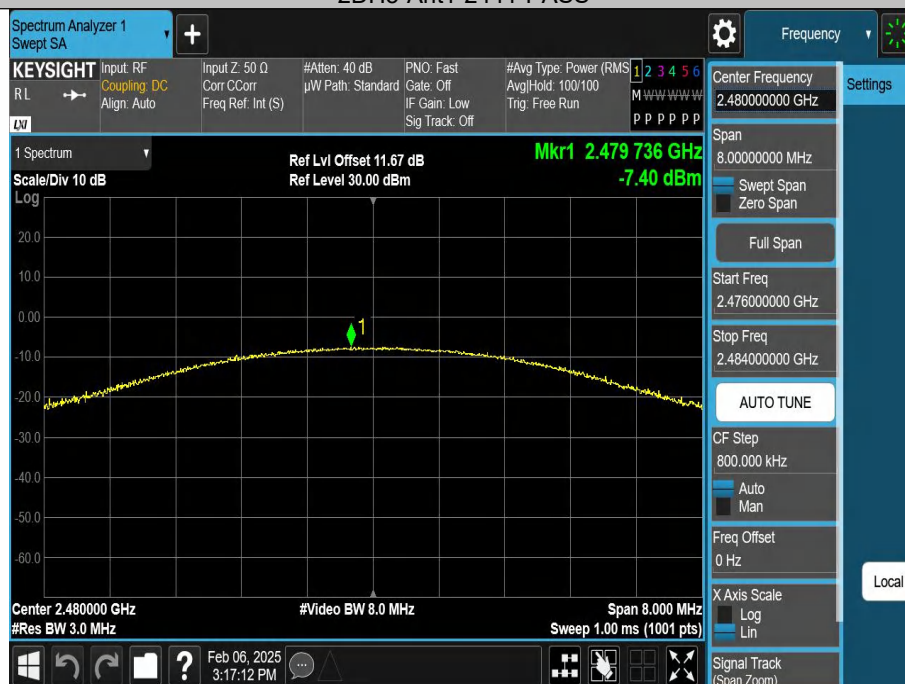 Spectrum Analyzer 1
Swept SA
Frequency
KEYSIGHT
RL
LXI
Input: RF
Coupling: DC
Align: Auto
Input Z: 50 Ω
Corr CCorr
Freq Ref: Int (S)
#Atten: 40 dB
µW Path: Standard
PNO: Fast
Gate: Off
IF Gain: Low
Sig Track: Off
#Avg Type: Power (RMS
Avg|Hold: 100/100
Trig: Free Run
1 2 3 4 5 6
M W W W W W
P P P P P P
1 Spectrum
Scale/Div 10 dB
Log
Ref Lvl Offset 11.67 dB
Ref Level 30.00 dBm
Mkr1 2.479 736 GHz
-7.40 dBm
20.0
10.0
0.00
-10.0
-20.0
-30.0
-40.0
-50.0
-60.0
1
Center 2.480000 GHz
#Video BW 8.0 MHz
Span 8.000 MHz
#Res BW 3.0 MHz
Sweep 1.00 ms (1001 pts)
?
Feb 06, 2025
3:17:12 PM
Center Frequency
2.480000000 GHz
Span
8.00000000 MHz
Swept Span
Zero Span
Full Span
Start Freq
2.476000000 GHz
Stop Freq
2.484000000 GHz
AUTO TUNE
CF Step
800.000 kHz
Auto
Man
Freq Offset
0 Hz
X Axis Scale
Log
Lin
Signal Track
(Span Zoom)
Settings
Local